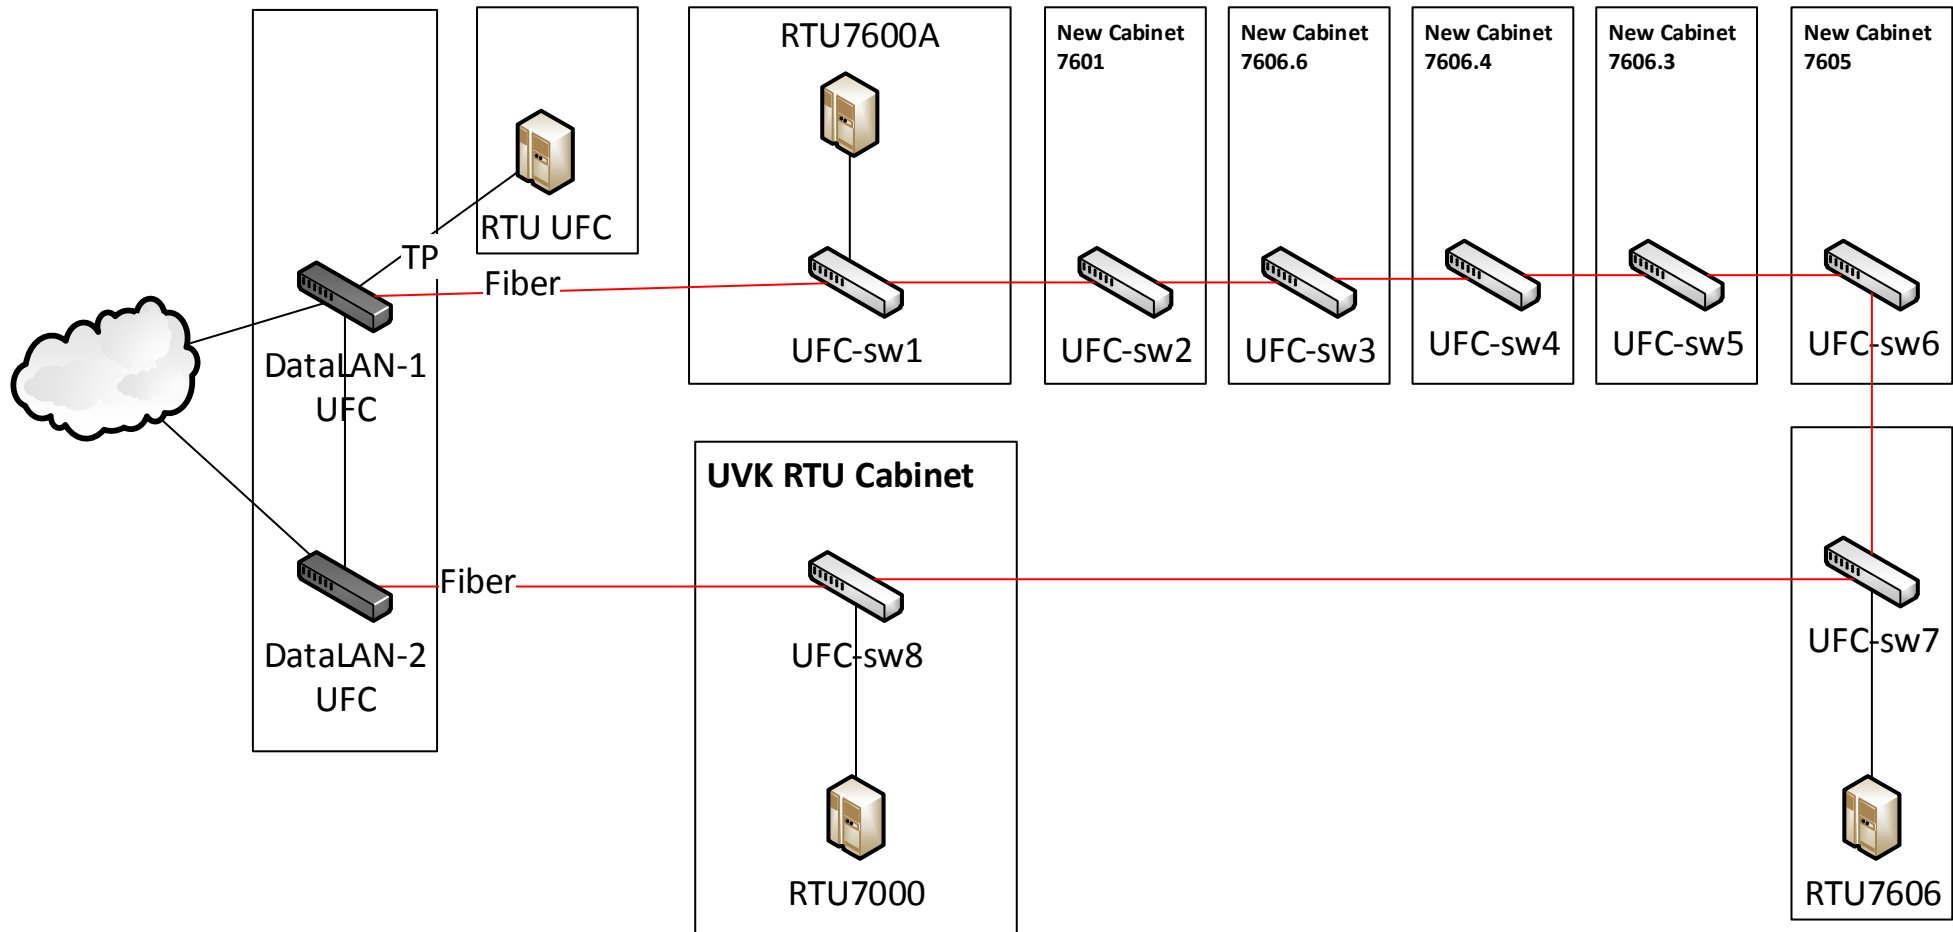 RTU7600A
New Cabinet
7601
New Cabinet
7606.6
New Cabinet
7606.4
New Cabinet
7606.3
New Cabinet
7605
RTU UFC
TP
Fiber
DataLAN-1
UFC
UFC-sw1
UFC-sw2
UFC-sw3
UFC-sw4
UFC-sw5
UFC-sw6
UVK RTU Cabinet
Fiber
DataLAN-2
UFC
UFC-sw8
UFC-sw7
RTU7000
RTU7606